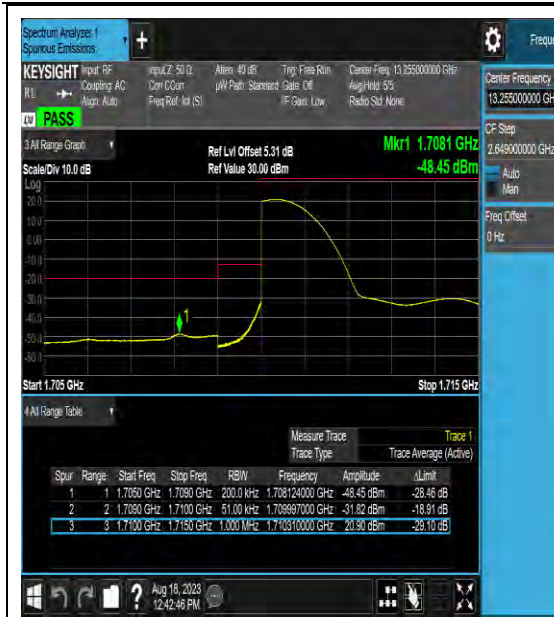 Spectrum Analyzer 1
Spurious Emissions
Frequ
KEYSIGHT Input: RF Input Z: 50 Ω Atten: 40 dB Trig: Free Run Center Freq: 13.255000000 GHz
RL Coupling: AC Corr CCorr µW Path: Standard Gate: Off Avg|Hold: 5/5
Align: Auto Freq Ref: Int (S) IF Gain: Low Radio Std: None
LV PASS
Center Frequency
13.255000000 GH
CF Step
2.649000000 GHz
Auto
Man
Freq Offset
0 Hz
3 All Range Graph
Ref Lvl Offset 5.31 dB Mkr1 1.7081 GHz
Scale/Div 10.0 dB Ref Value 30.00 dBm -48.45 dBm
Log
20.0
10.0
0.00
-10.0
-20.0
-30.0
-40.0
-50.0
-60.0
1
Start 1.705 GHz Stop 1.715 GHz
4 All Range Table
Measure Trace Trace 1
Trace Type Trace Average (Active)
Spur Range Start Freq Stop Freq RBW Frequency Amplitude ΔLimit
1 1 1.7050 GHz 1.7090 GHz 200.0 kHz 1.708124000 GHz -48.45 dBm -28.46 dB
2 2 1.7090 GHz 1.7100 GHz 51.00 kHz 1.709997000 GHz -31.82 dBm -18.91 dB
3 3 1.7100 GHz 1.7150 GHz 1.000 MHz 1.710310000 GHz 20.90 dBm -29.10 dB
Aug 18, 2023
12:42:46 PM